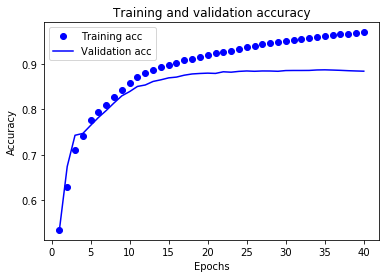 Training and validation accuracy
Training acc
Validation acc
Accuracy
0.9
0.8
0.7
0.6
0
5
10
15
20
25
30
35
40
Epochs